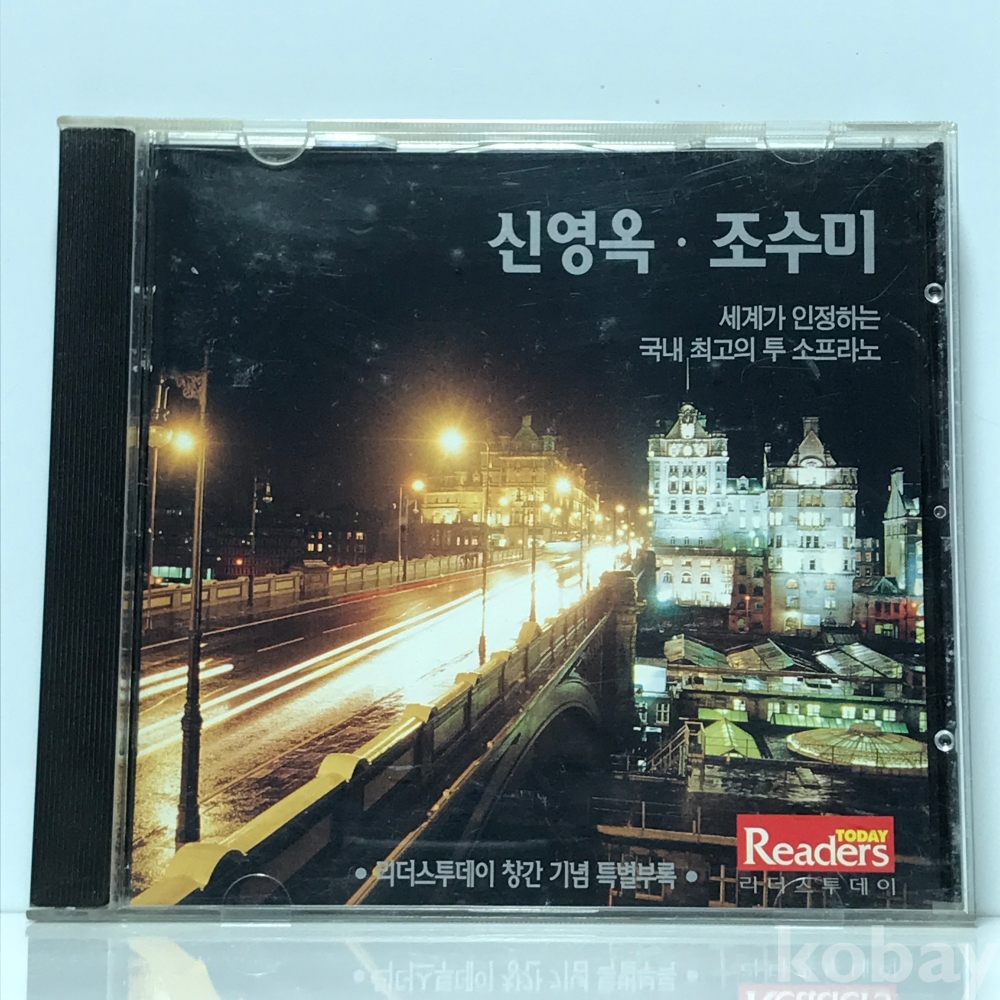 신영옥 · 조수미
세계가 인정하는
국내 최고의 투 소프라노
TODAY
Readers
리더스투데이
• 리더스투데이 창간 기념 특별부록 •
kobay